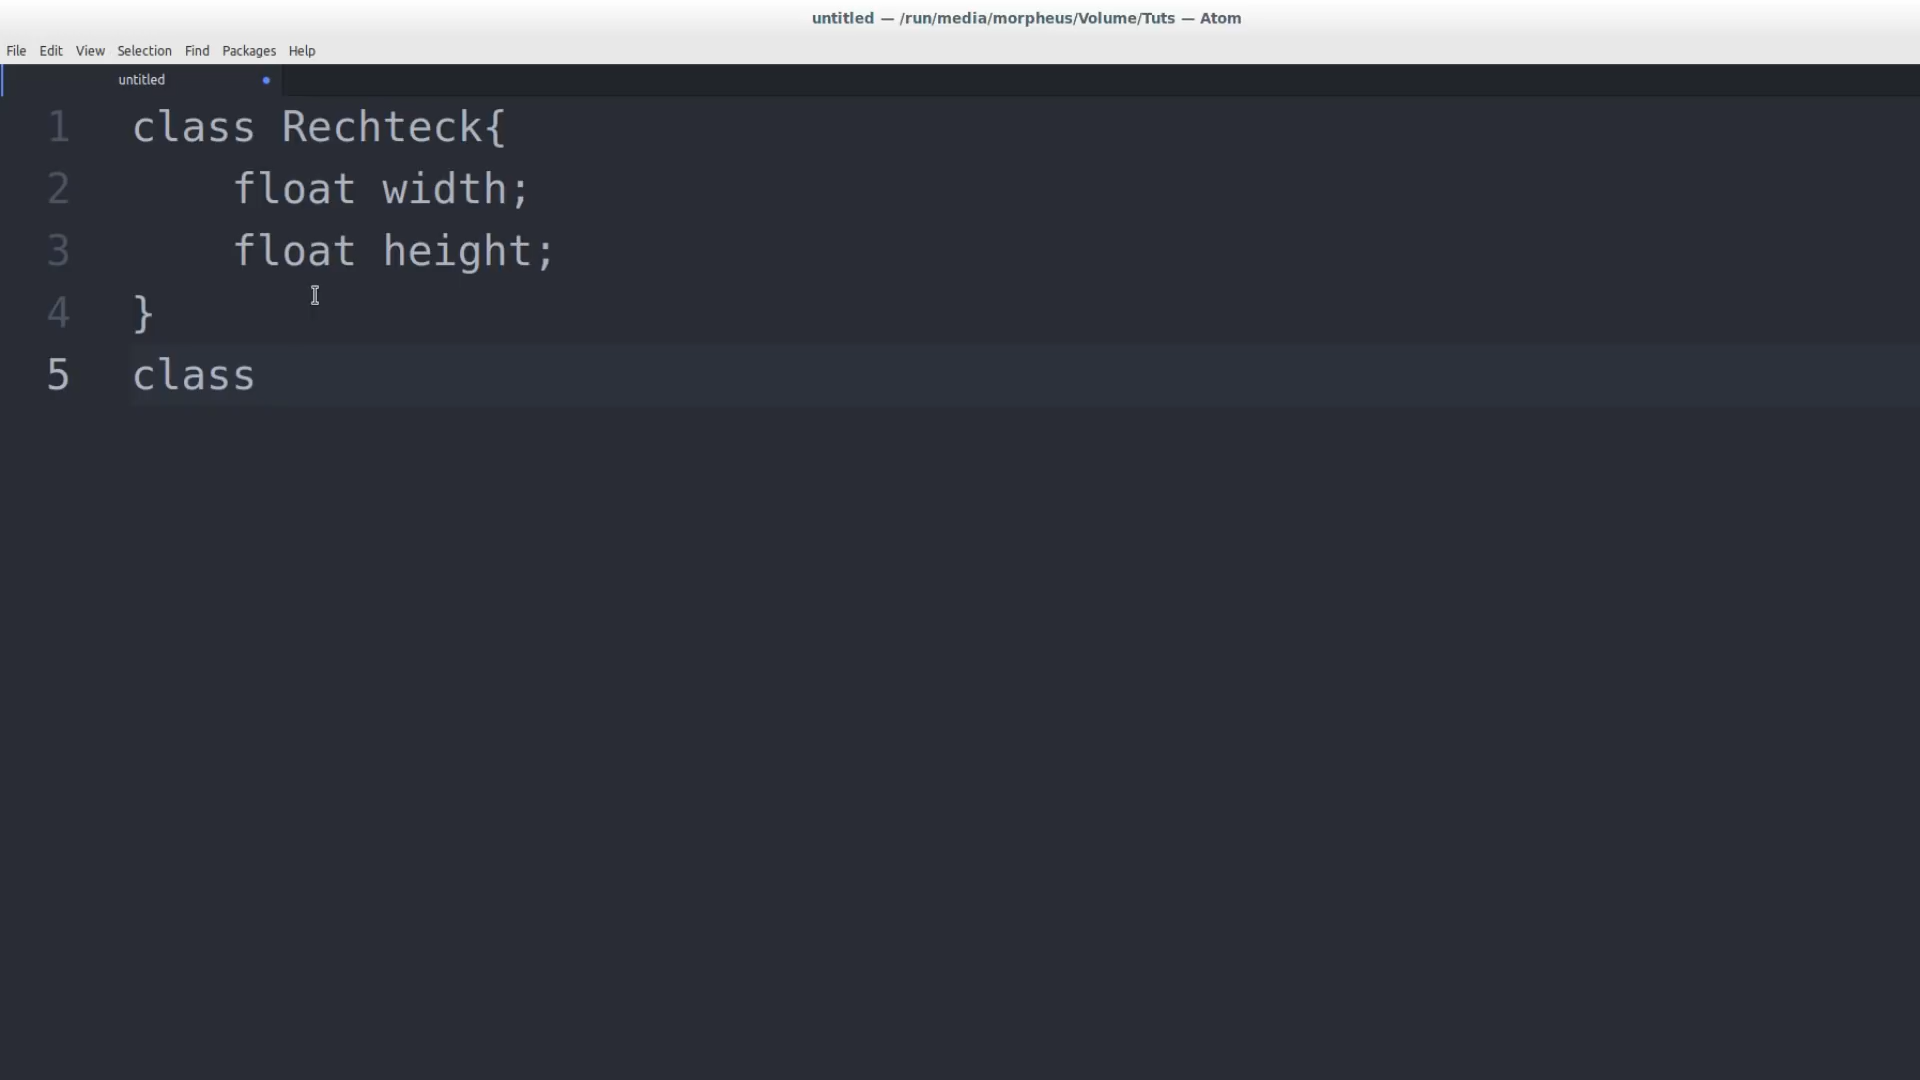 untitled — /run/media/morpheus/Volume/Tuts — Atom
File Edit View Selection Find Packages Help
untitled
1 class Rechteck{
2 float width;
3 float height;
4 }
5 class